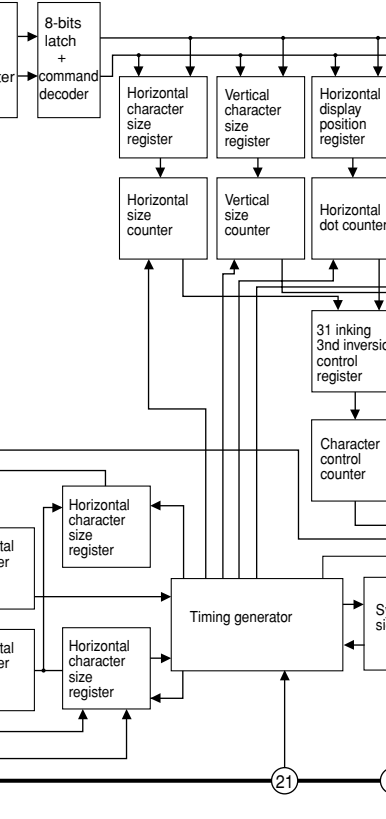 8-bits
latch
+
command
decoder
ter
Horizontal
character
size
register
Vertical
character
size
register
Horizontal
display
position
register
Horizontal
size
counter
Vertical
size
counter
Horizontal
dot counter
31 inking
3nd inversio
control
register
Character
control
counter
Horizontal
character
size
register
tal
er
Timing generator
S
si
tal
er
Horizontal
character
size
register
21